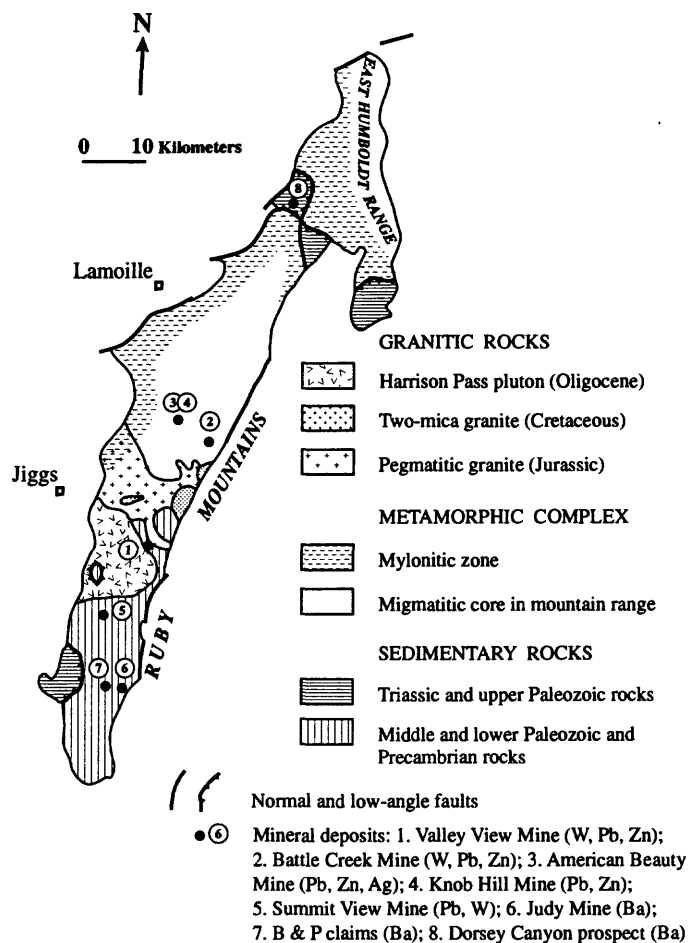 N
0 10 Kilometers
EAST HUMBOLDT RANGE
8
Lamoille
GRANITIC ROCKS
Harrison Pass pluton (Oligocene)
3 4
2
Two-mica granite (Cretaceous)
Pegmatitic granite (Jurassic)
Jiggs
RUBY MOUNTAINS
METAMORPHIC COMPLEX
1
Mylonitic zone
Migmatitic core in mountain range
5
SEDIMENTARY ROCKS
7 6
Triassic and upper Paleozoic rocks
Middle and lower Paleozoic and
Precambrian rocks
Normal and low-angle faults
6 Mineral deposits: 1. Valley View Mine (W, Pb, Zn);
2. Battle Creek Mine (W, Pb, Zn); 3. American Beauty
Mine (Pb, Zn, Ag); 4. Knob Hill Mine (Pb, Zn);
5. Summit View Mine (Pb, W); 6. Judy Mine (Ba);
7. B & P claims (Ba); 8. Dorsey Canyon prospect (Ba)